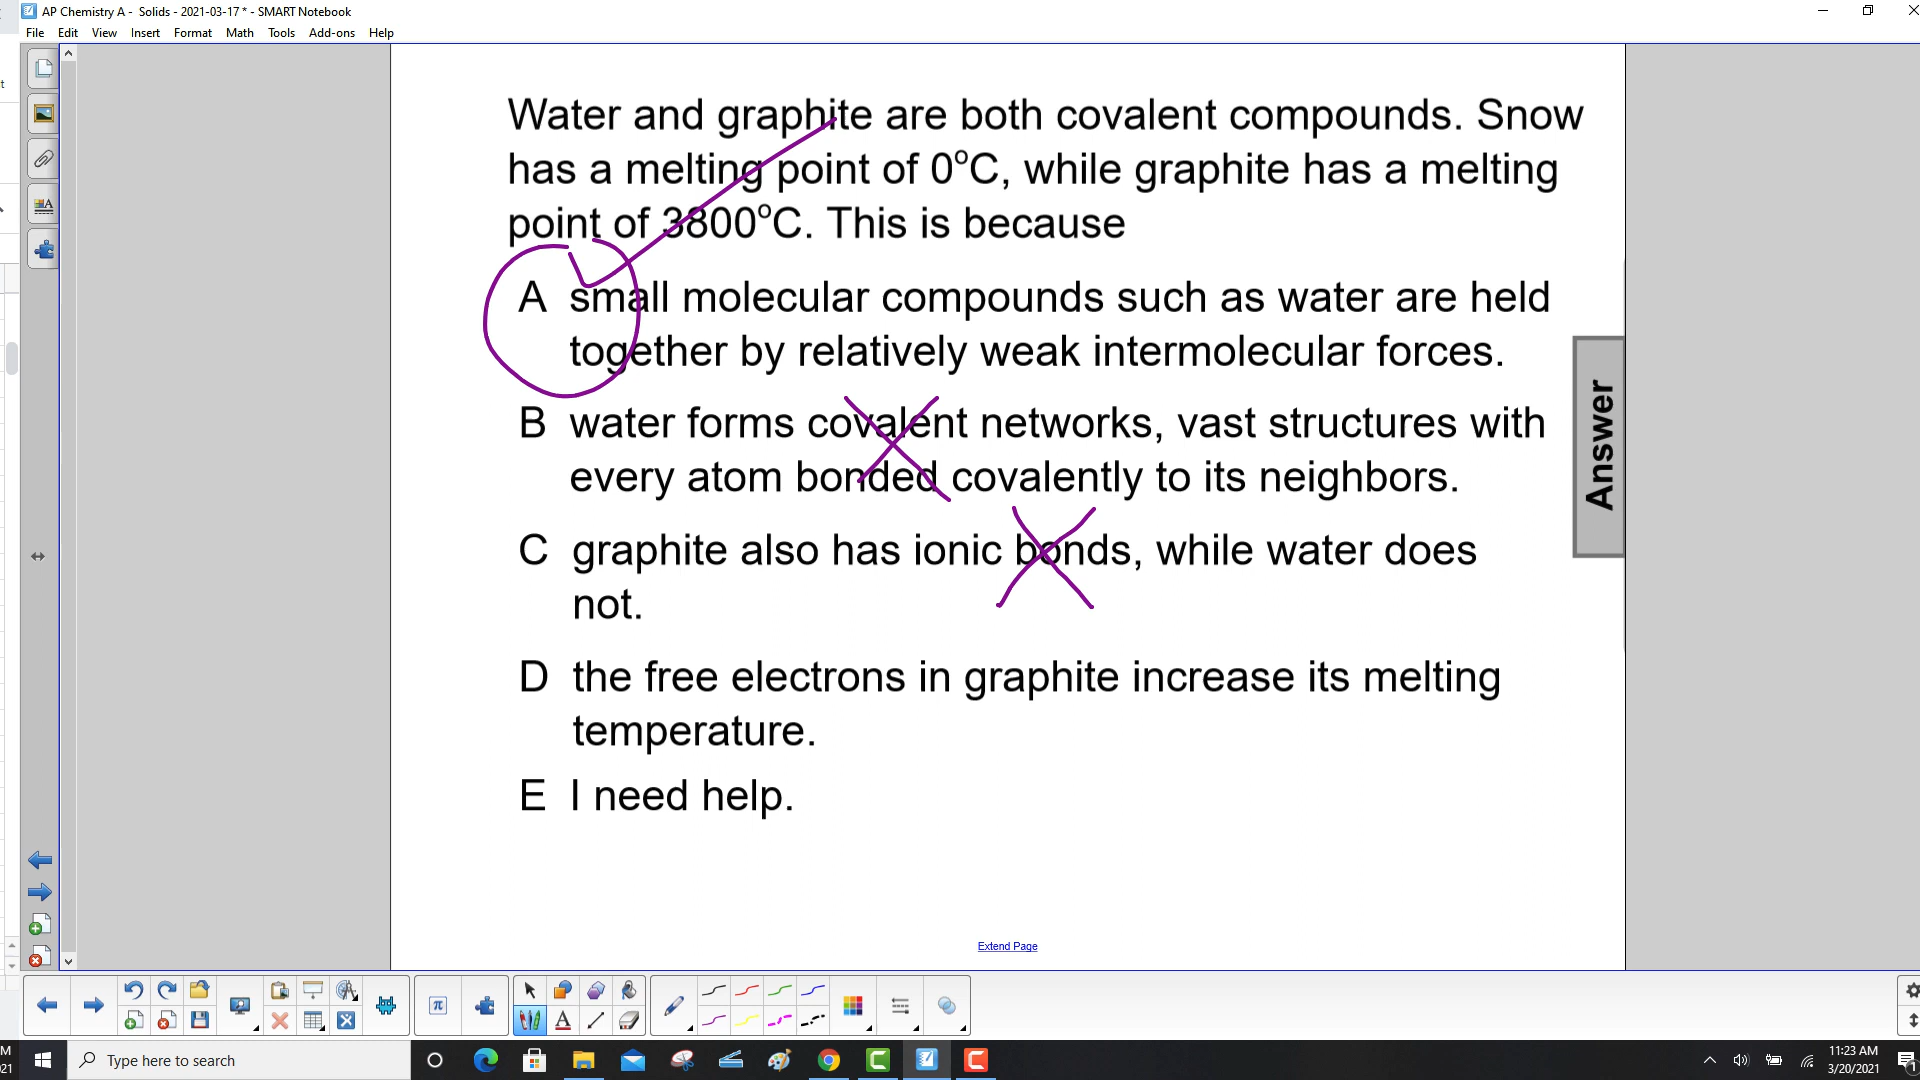 AP Chemistry A -  Solids - 2021-03-17 * - SMART Notebook
File Edit View Insert Format Math Tools Add-ons Help
Water and graphite are both covalent compounds. Snow
has a melting point of 0°C, while graphite has a melting
point of 3800°C. This is because
A small molecular compounds such as water are held
together by relatively weak intermolecular forces.
B water forms covalent networks, vast structures with
every atom bonded covalently to its neighbors.
C graphite also has ionic bonds, while water does
not.
D the free electrons in graphite increase its melting
temperature.
E I need help.
Answer
Extend Page
Type here to search
11:23 AM
3/20/2021